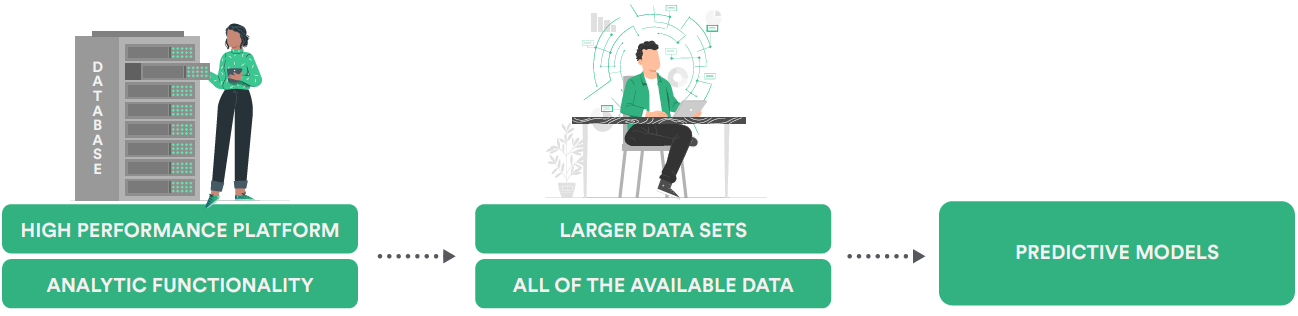 DATABASE
HIGH PERFORMANCE PLATFORM
ANALYTIC FUNCTIONALITY
LARGER DATA SETS
ALL OF THE AVAILABLE DATA
PREDICTIVE MODELS